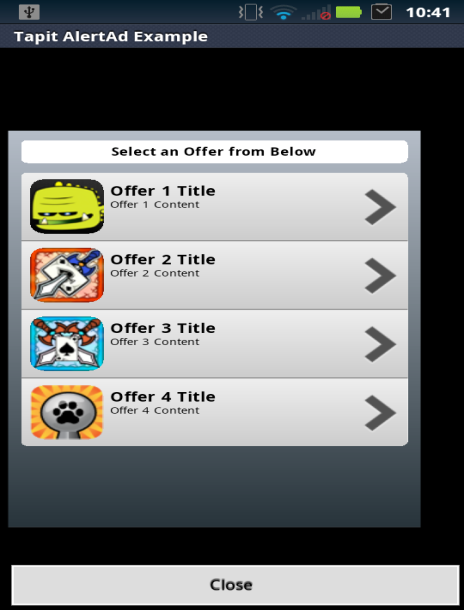 10:41
Tapit AlertAd Example
Select an Offer from Below
Offer 1 Title
Offer 1 Content
Offer 2 Title
Offer 2 Content
Offer 3 Title
Offer 3 Content
Offer 4 Title
Offer 4 Content
Close